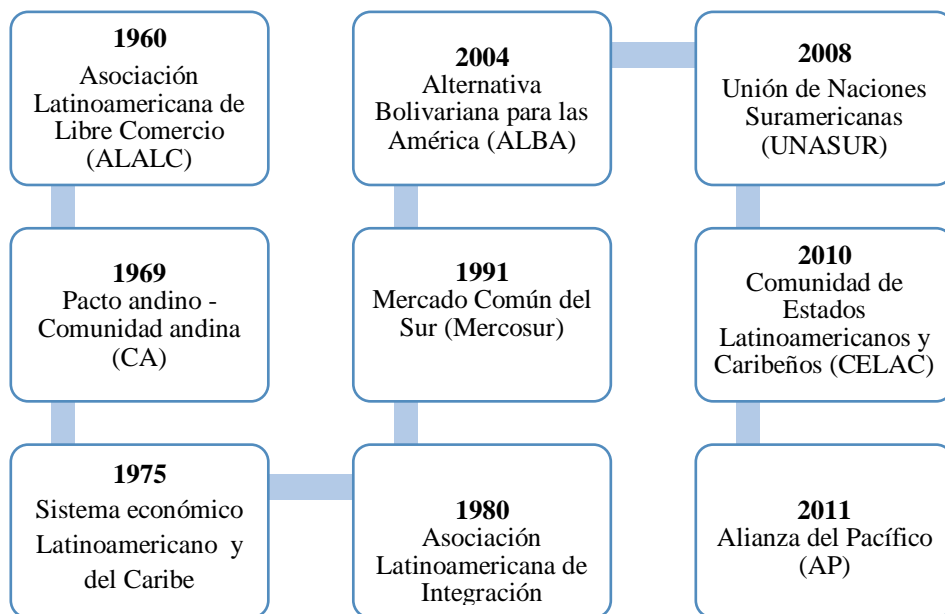 1960
Asociación
Latinoamericana de
Libre Comercio
(ALALC)
1969
Pacto andino -
Comunidad andina
(CA)
1975
Sistema económico
Latinoamericano y
del Caribe
1980
Asociación
Latinoamericana de
Integración
1991
Mercado Común del
Sur (Mercosur)
2004
Alternativa
Bolivariana para las
América (ALBA)
2008
Unión de Naciones
Suramericanas
(UNASUR)
2010
Comunidad de
Estados
Latinoamericanos y
Caribeños (CELAC)
2011
Alianza del Pacífico
(AP)